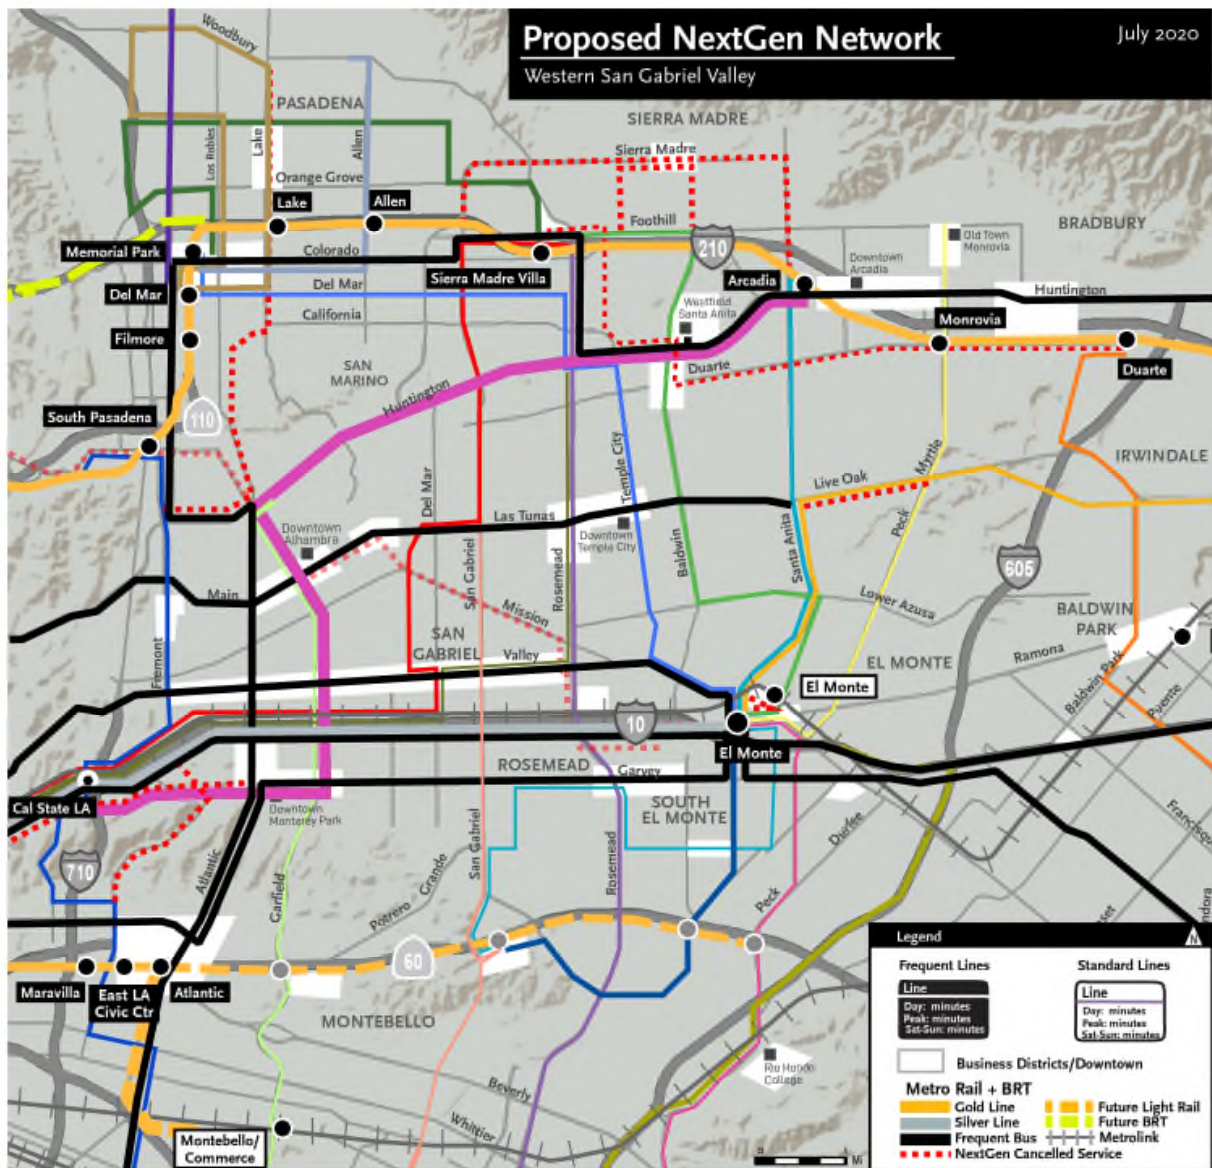 Proposed NextGen Network
July 2020
Western San Gabriel Valley
Woodbury
PASADENA
SIERRA MADRE
Los Robles
Lake
Allen
Sierra Madre
Orange Grove
Lake
Allen
Foothill
BRADBURY
210
Old Town
Monrovia
Memorial Park
Colorado
Sierra Madre Villa
Arcadia
Downtown
Arcadia
Del Mar
Del Mar
Huntington
California
Westfield
Santa Anita
Monrovia
Filmore
SAN
MARINO
Duarte
Duarte
Huntington
South Pasadena
110
Del Mar
Temple City
Myrtle
IRWINDALE
Live Oak
Las Tunas
Downtown
Alhambra
Downtown
Temple City
Peck
San Gabriel
Rosemead
Baldwin
Santa Anita
605
Main
Mission
Lower Azusa
BALDWIN
PARK
SAN
GABRIEL
Valley
Fremont
EL MONTE
Ramona
Baldwin Park
Puente
El Monte
10
El Monte
ROSEMEAD
Garvey
Cal State LA
Downtown
Monterey Park
SOUTH
EL MONTE
Durfee
710
Atlantic
Garfield
Potrero Grande
San Gabriel
Rosemead
Peck
60
Maravilla
East LA
Civic Ctr
Atlantic
MONTEBELLO
Rio Hondo
College
Beverly
Whittier
Montebello/
Commerce
Mi
Legend
N
Frequent Lines
Standard Lines
Line
Day: minutes
Peak: minutes
Sat-Sun: minutes
Line
Day: minutes
Peak: minutes
Sat-Sun: minutes
Business Districts/Downtown
Metro Rail + BRT
Gold Line
Future Light Rail
Silver Line
Future BRT
Frequent Bus
Metrolink
NextGen Cancelled Service